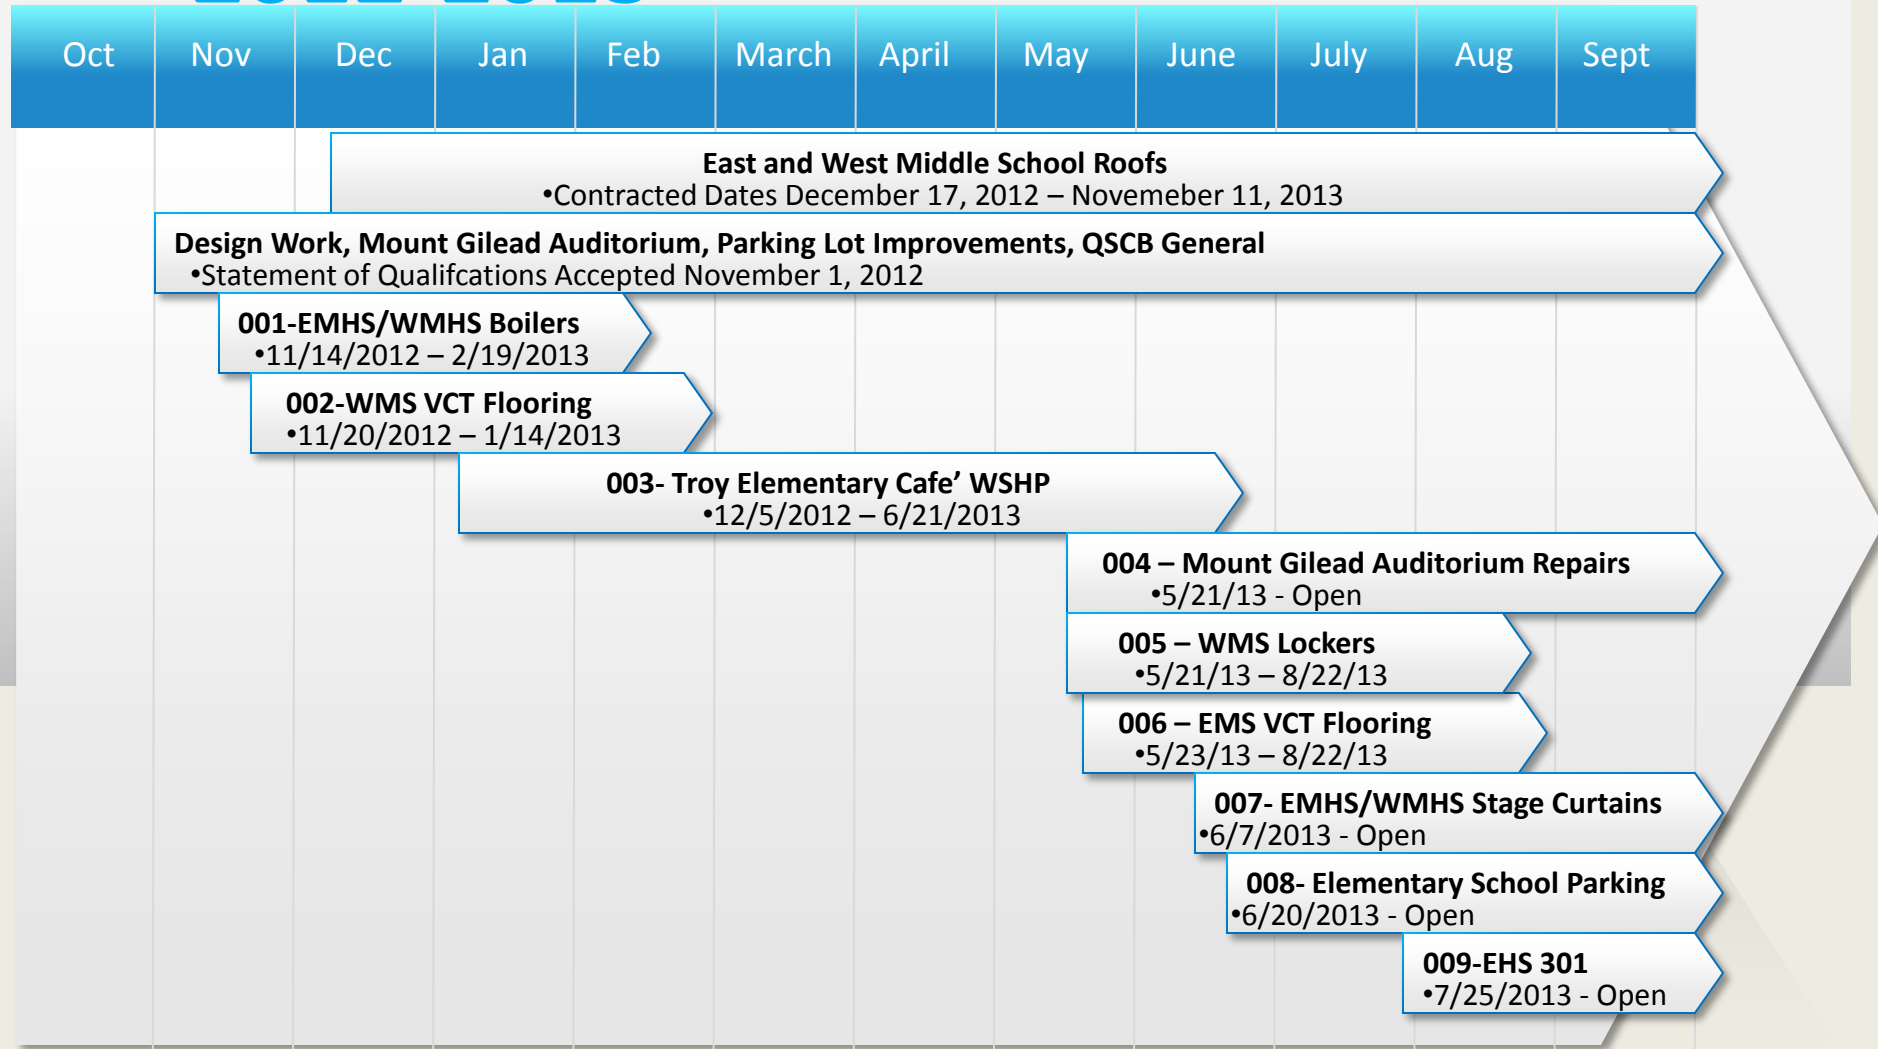 Oct Nov Dec Jan Feb March April May June July Aug Sept
East and West Middle School Roofs
•Contracted Dates December 17, 2012 – Novemeber 11, 2013
Design Work, Mount Gilead Auditorium, Parking Lot Improvements, QSCB General
•Statement of Qualifcations Accepted November 1, 2012
001-EMHS/WMHS Boilers
•11/14/2012 – 2/19/2013
002-WMS VCT Flooring
•11/20/2012 – 1/14/2013
003- Troy Elementary Cafe’ WSHP
•12/5/2012 – 6/21/2013
004 – Mount Gilead Auditorium Repairs
•5/21/13 - Open
005 – WMS Lockers
•5/21/13 – 8/22/13
006 – EMS VCT Flooring
•5/23/13 – 8/22/13
007- EMHS/WMHS Stage Curtains
•6/7/2013 - Open
008- Elementary School Parking
•6/20/2013 - Open
009-EHS 301
•7/25/2013 - Open